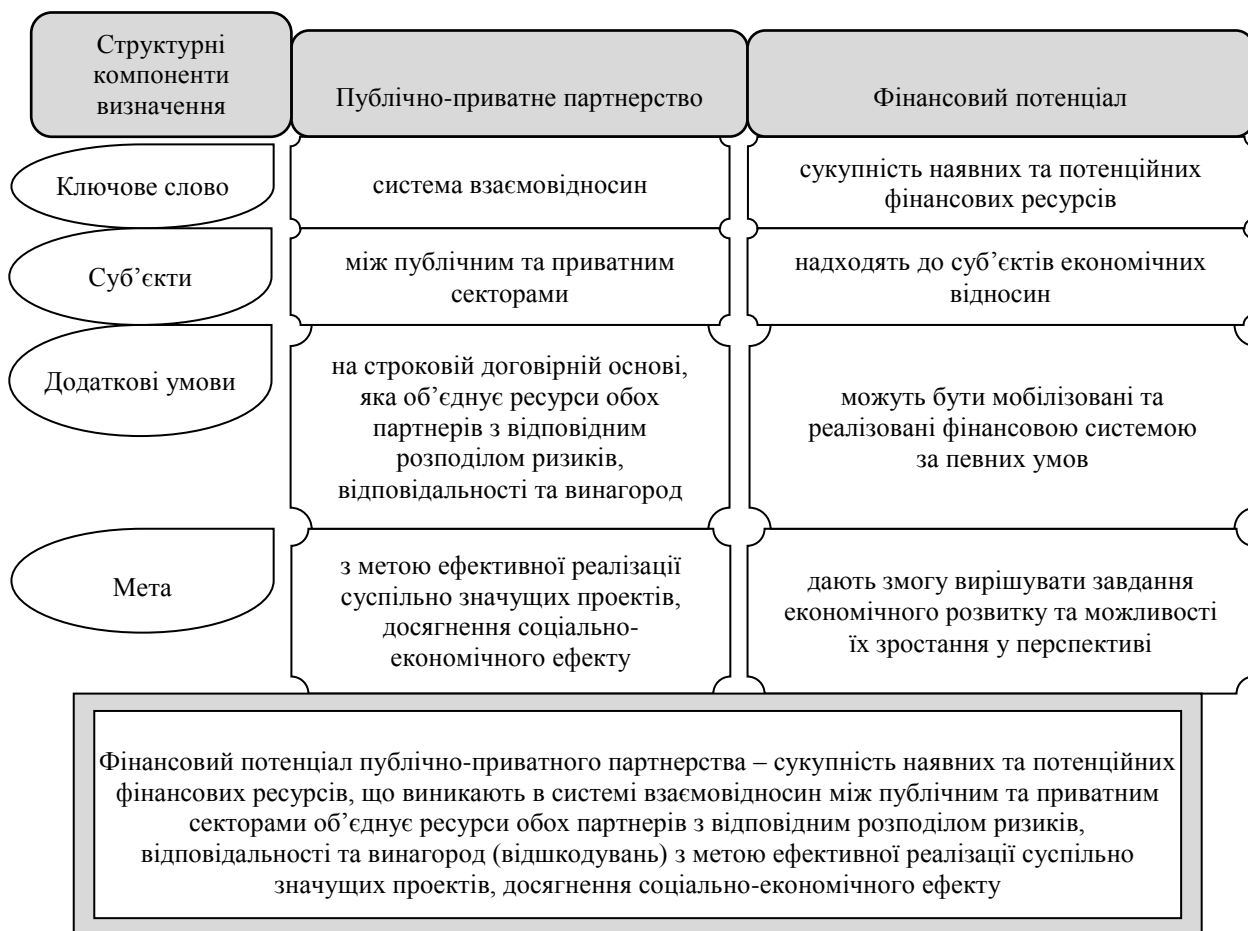 Структурні
компоненти
визначення
Публічно-приватне партнерство
Фінансовий потенціал
Ключове слово
система взаємовідносин
сукупність наявних та потенційних
фінансових ресурсів
Суб’єкти
між публічним та приватним
секторами
надходять до суб’єктів економічних
відносин
Додаткові умови
на строковій договірній основі,
яка об’єднує ресурси обох
партнерів з відповідним
розподілом ризиків,
відповідальності та винагород
можуть бути мобілізовані та
реалізовані фінансовою системою
за певних умов
Мета
з метою ефективної реалізації
суспільно значущих проектів,
досягнення соціально-
економічного ефекту
дають змогу вирішувати завдання
економічного розвитку та можливості
їх зростання у перспективі
Фінансовий потенціал публічно-приватного партнерства – сукупність наявних та потенційних
фінансових ресурсів, що виникають в системі взаємовідносин між публічним та приватним
секторами об’єднує ресурси обох партнерів з відповідним розподілом ризиків,
відповідальності та винагород (відшкодувань) з метою ефективної реалізації суспільно
значущих проектів, досягнення соціально-економічного ефекту